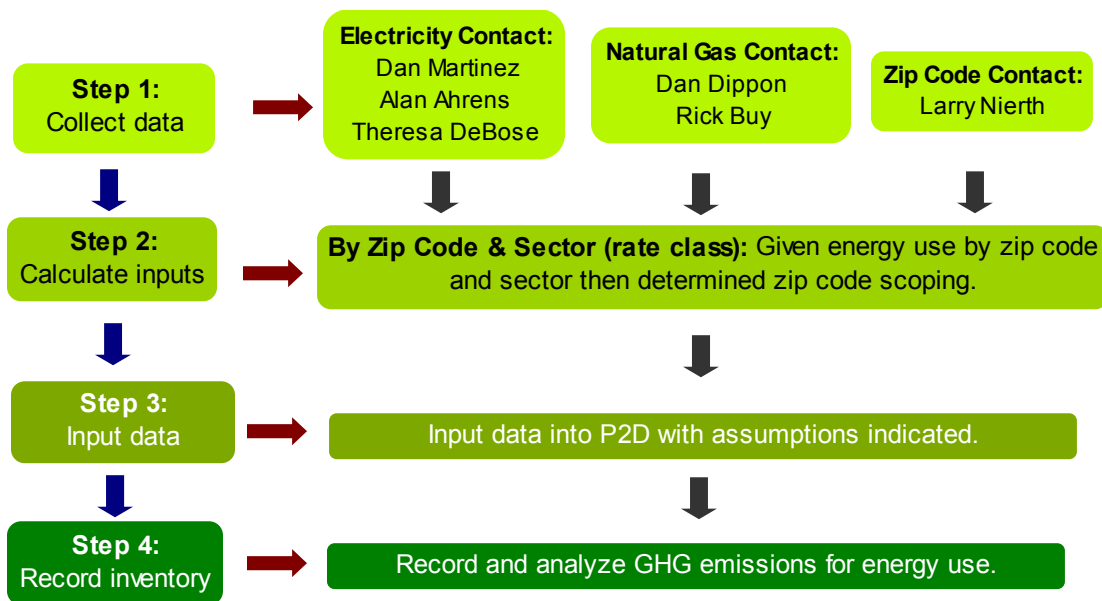 Step 1:
Collect data
Electricity Contact:
Dan Martinez
Alan Ahrens
Theresa DeBose
Natural Gas Contact:
Dan Dippon
Rick Buy
Zip Code Contact:
Larry Nierth
Step 2:
Calculate inputs
By Zip Code & Sector (rate class): Given energy use by zip code
and sector then determined zip code scoping.
Step 3:
Input data
Input data into P2D with assumptions indicated.
Step 4:
Record inventory
Record and analyze GHG emissions for energy use.